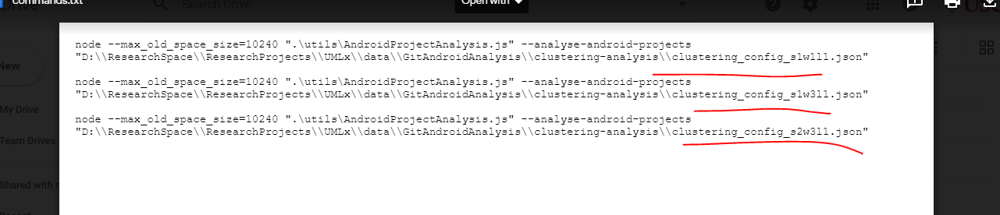 commands.txt
Search Drive
Open with
New
node --max_old_space_size=10240 ".\utils\AndroidProjectAnalysis.js" --analyse-android-projects
"D:\\ResearchSpace\\ResearchProjects\\UMLx\\data\\GitAndroidAnalysis\\clustering-analysis\\clustering_config_s1w1l1.json"
node --max_old_space_size=10240 ".\utils\AndroidProjectAnalysis.js" --analyse-android-projects
"D:\\ResearchSpace\\ResearchProjects\\UMLx\\data\\GitAndroidAnalysis\\clustering-analysis\\clustering_config_s1w3l1.json"
My Drive
node --max_old_space_size=10240 ".\utils\AndroidProjectAnalysis.js" --analyse-android-projects
"D:\\ResearchSpace\\ResearchProjects\\UMLx\\data\\GitAndroidAnalysis\\clustering-analysis\\clustering_config_s2w3l1.json"
Team Drives
Shared with